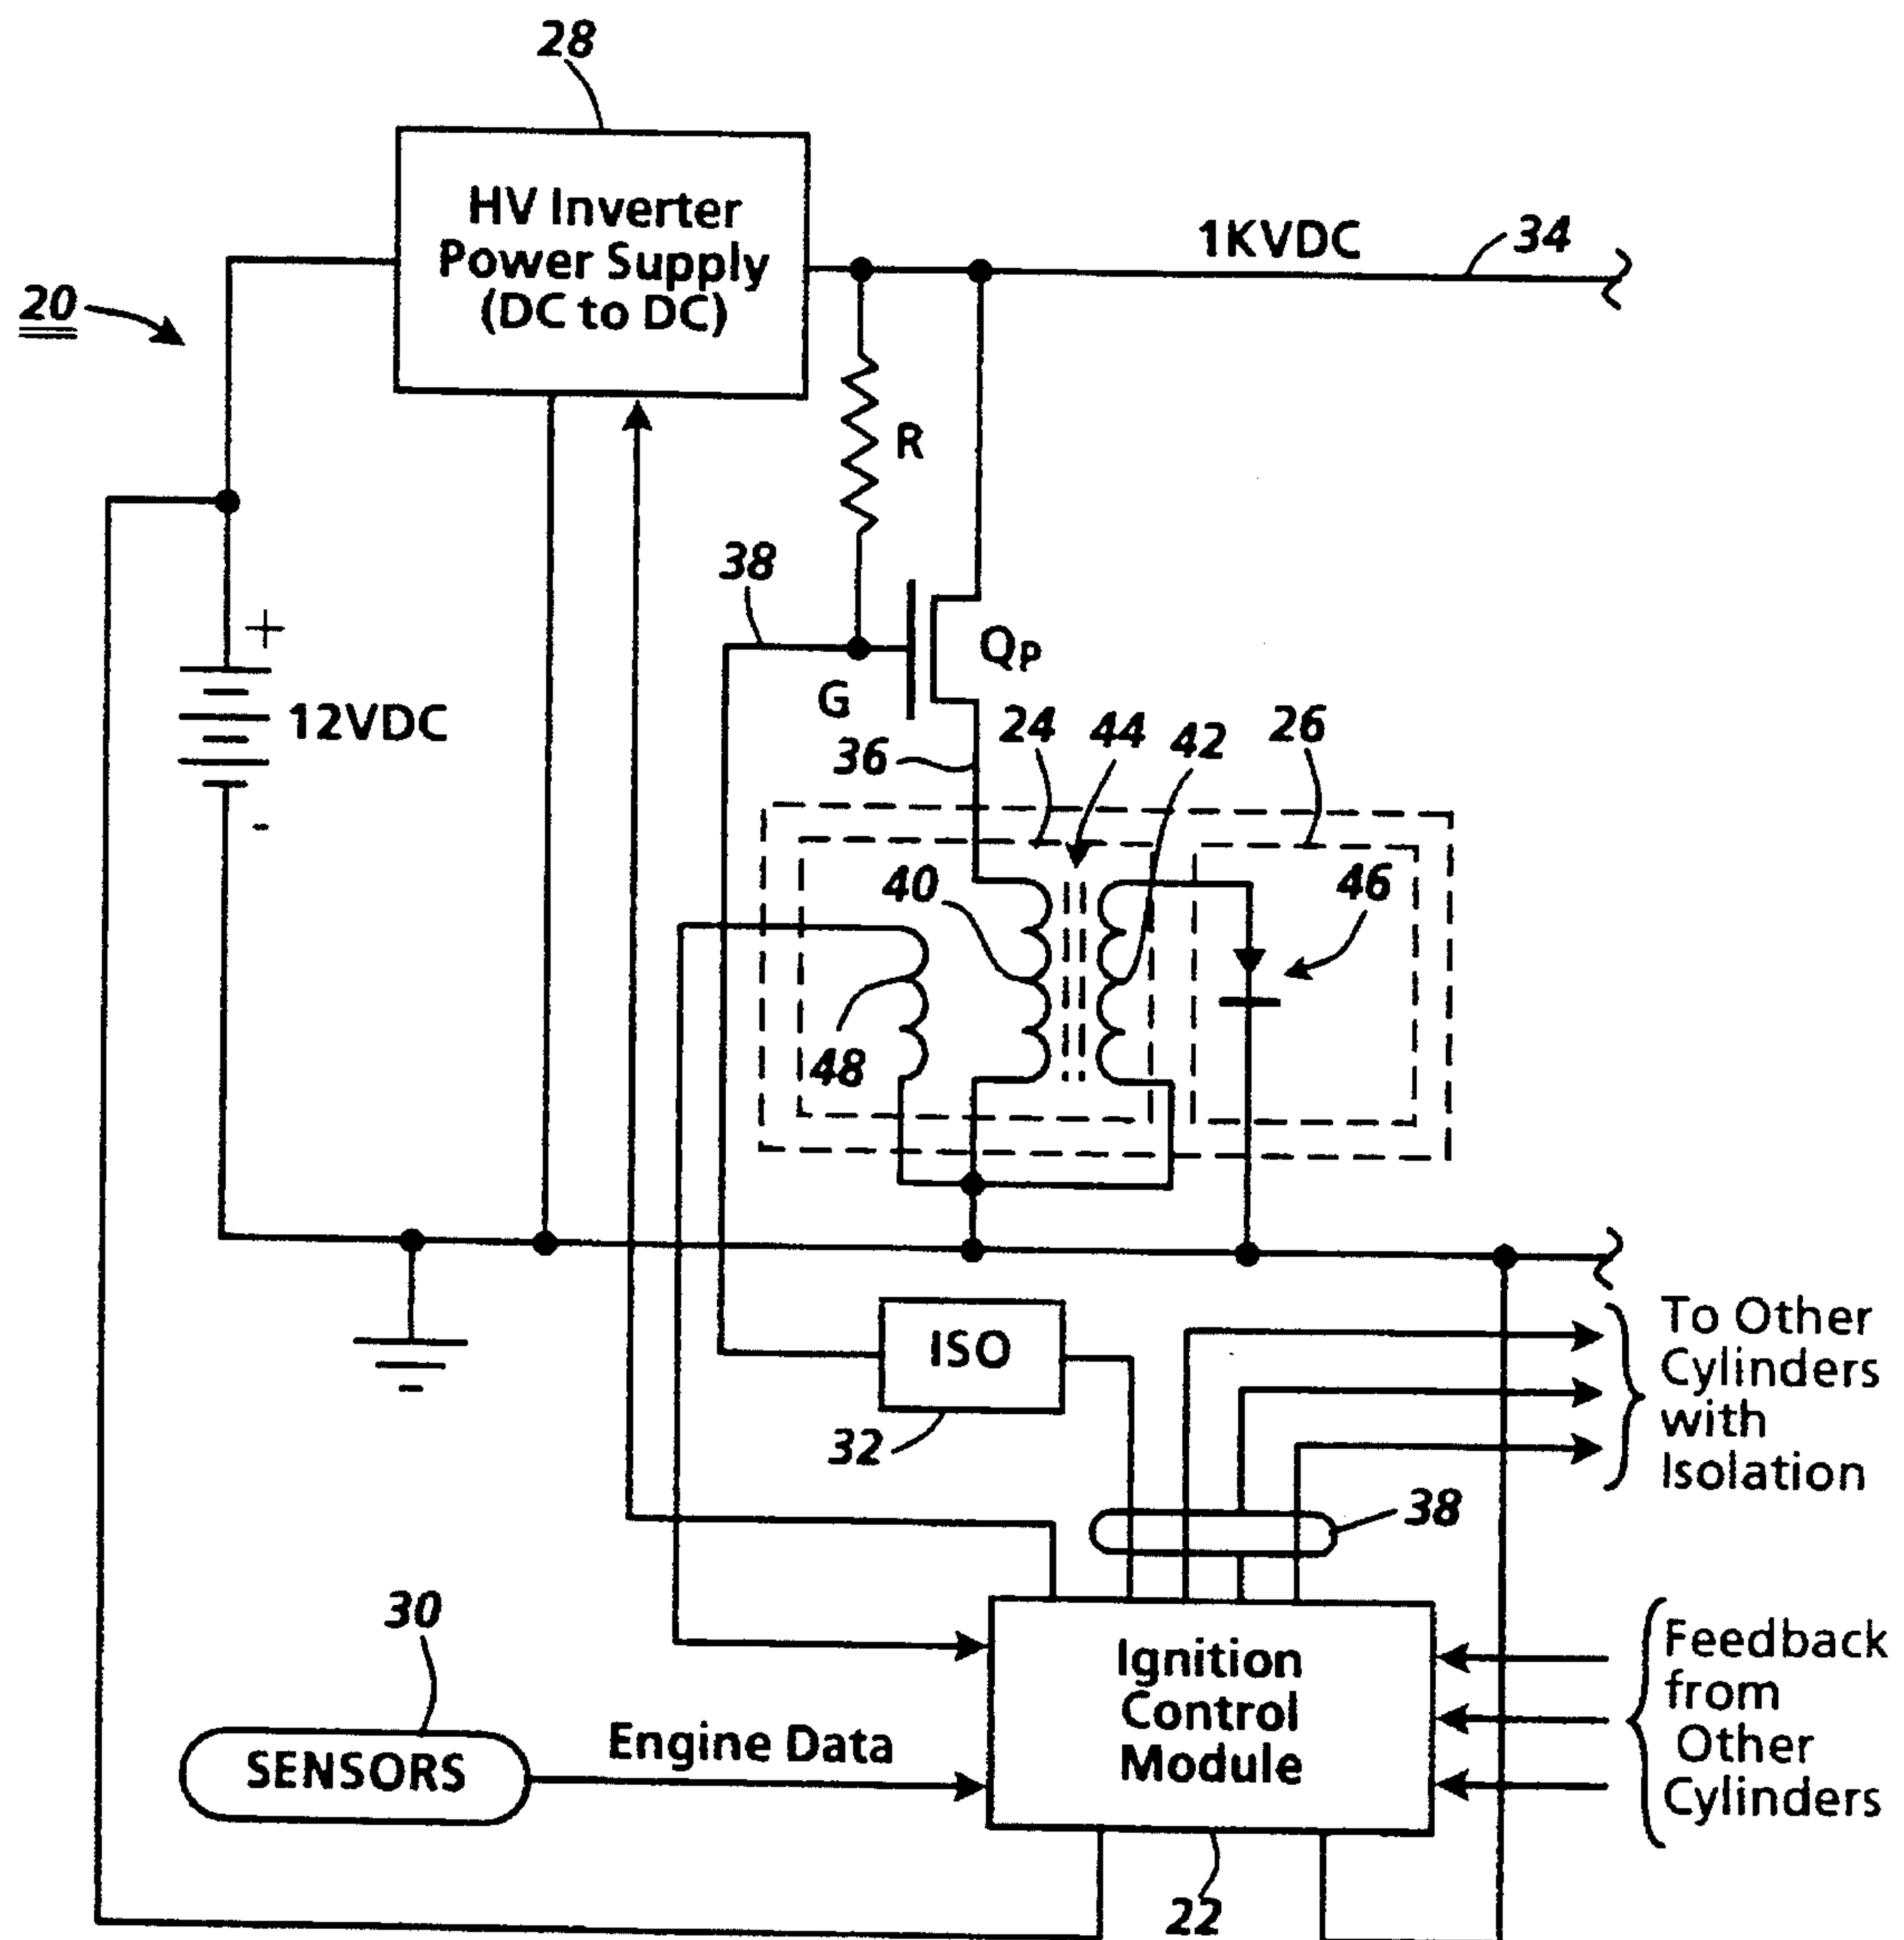 28
HV Inverter
Power Supply
(DC to DC)
1KVDC
34
20
R
38
QP
G
+
12VDC
-
24
44
42
26
36
40
46
48
ISO
32
To Other
Cylinders
with
Isolation
38
30
SENSORS
Engine Data
Ignition
Control
Module
Feedback
from
Other
Cylinders
22